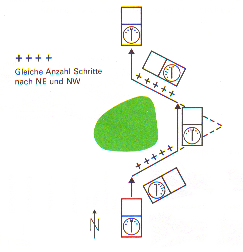 ++++
Gleiche Anzahl Schritte
nach NE und NW
N